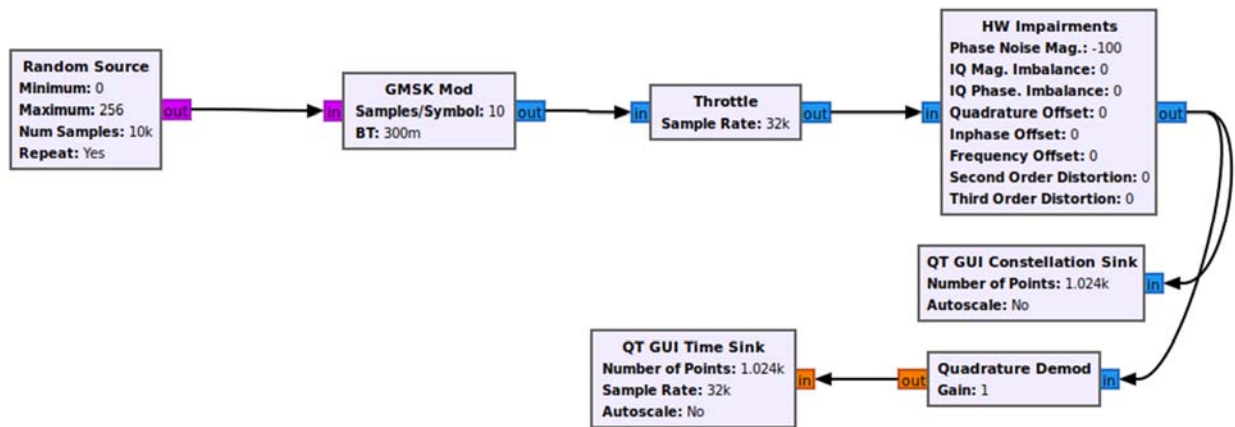 Random Source
Minimum: 0
Maximum: 256
Num Samples: 10k
Repeat: Yes
out
in
GMSK Mod
Samples/Symbol: 10
BT: 300m
out
in
Throttle
Sample Rate: 32k
out
in
HW Impairments
Phase Noise Mag.: -100
IQ Mag. Imbalance: 0
IQ Phase. Imbalance: 0
Quadrature Offset: 0
Inphase Offset: 0
Frequency Offset: 0
Second Order Distortion: 0
Third Order Distortion: 0
out
QT GUI Constellation Sink
Number of Points: 1.024k
Autoscale: No
in
QT GUI Time Sink
Number of Points: 1.024k
Sample Rate: 32k
Autoscale: No
in
out
Quadrature Demod
Gain: 1
in